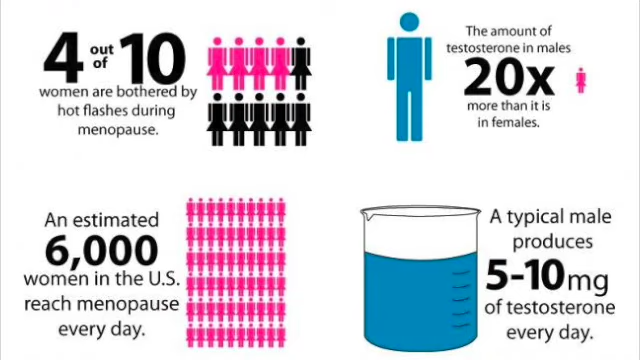 4 out of 10
women are bothered by
hot flashes during
menopause.
The amount of
testosterone in males
20x
more than it is
in females.
An estimated
6,000
women in the U.S.
reach menopause
every day.
A typical male
produces
5-10mg
of testosterone
every day.